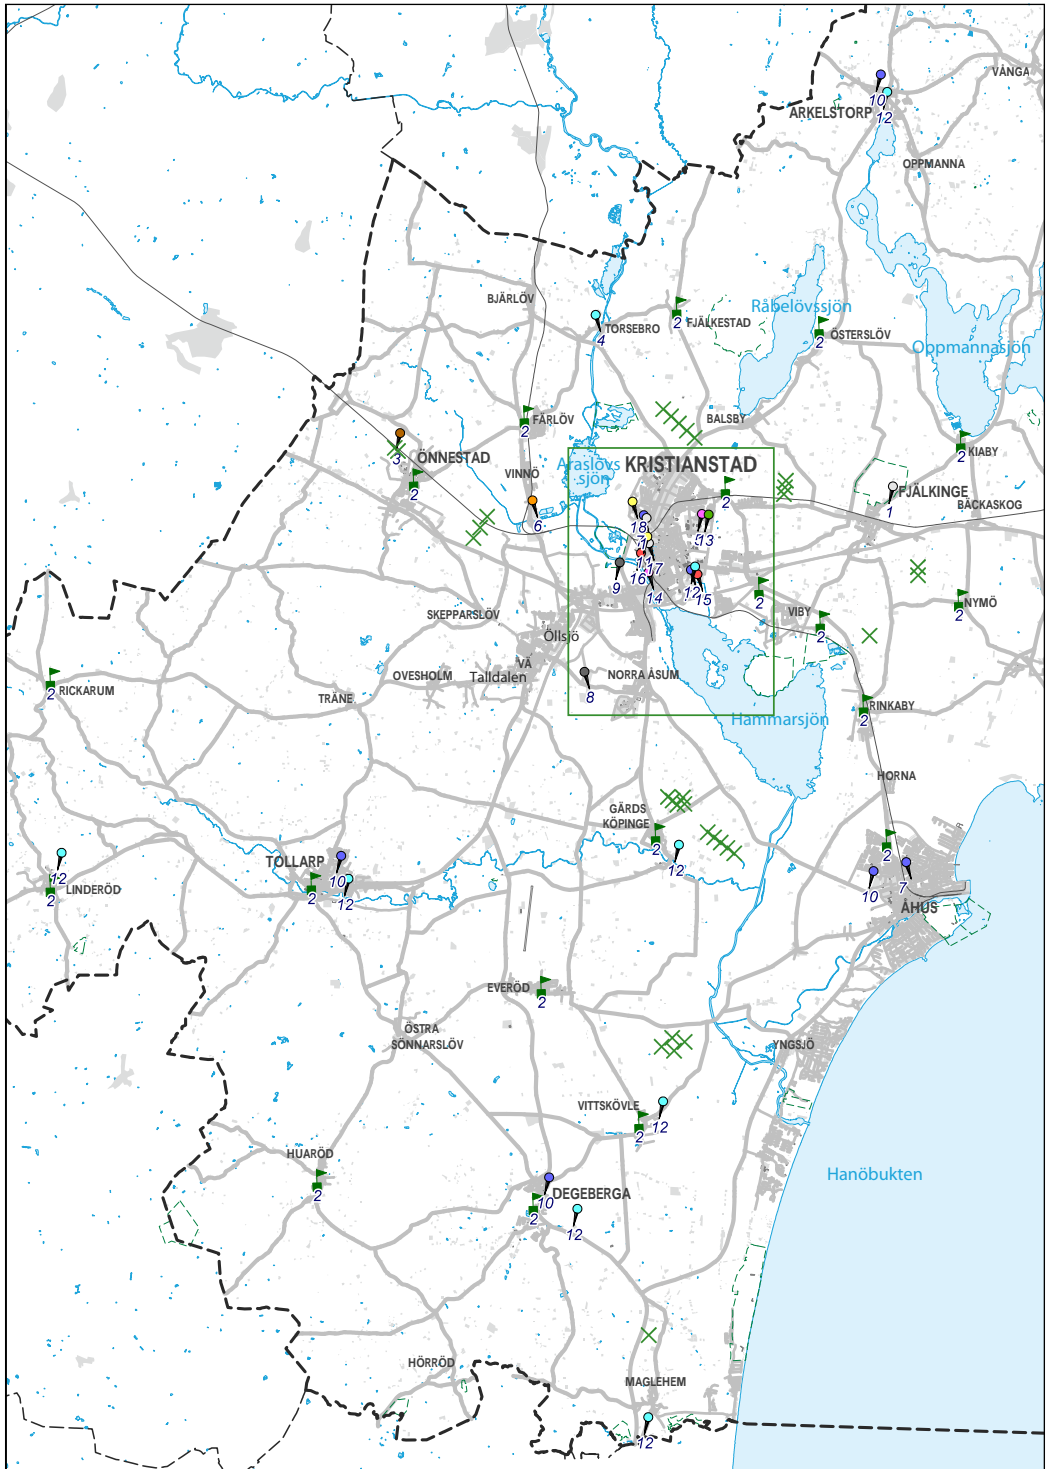 VÅNGA
10
12
ARKELSTORP
OPPMANNA
BJÄRLÖV
Råbelövssjön
4
TORSEBRO
2
FJÄLKESTAD
2
ÖSTERSLÖV
Oppmannasjön
2
FÄRLÖV
BALSBY
3
ÖNNESTAD
2
VINNÖ
Araslövs
sjön
KRISTIANSTAD
2
KIABY
FJÄLKINGE
1
BÄCKASKOG
6
2
18
7
1
11
17
5
13
9
16
14
12
15
2
VIBY
2
NYMÖ
2
SKEPPARSLÖV
Öllsjö
VÄ
Talldalen
OVESHOLM
TRÄNE
2
RICKARUM
NORRA ÅSUM
8
Hammarsjön
2
RINKABY
HORNA
GÄRDS
KÖPINGE
2
12
2
7
10
ÅHUS
12
2
LINDERÖD
TOLLARP
10
2
12
EVERÖD
2
ÖSTRA
SÖNNARSLÖV
YNGSJÖ
VITTSKÖVLE
2
12
HUARÖD
2
10
DEGEBERGA
2
12
Hanöbukten
HÖRRÖD
MAGLEHEM
12